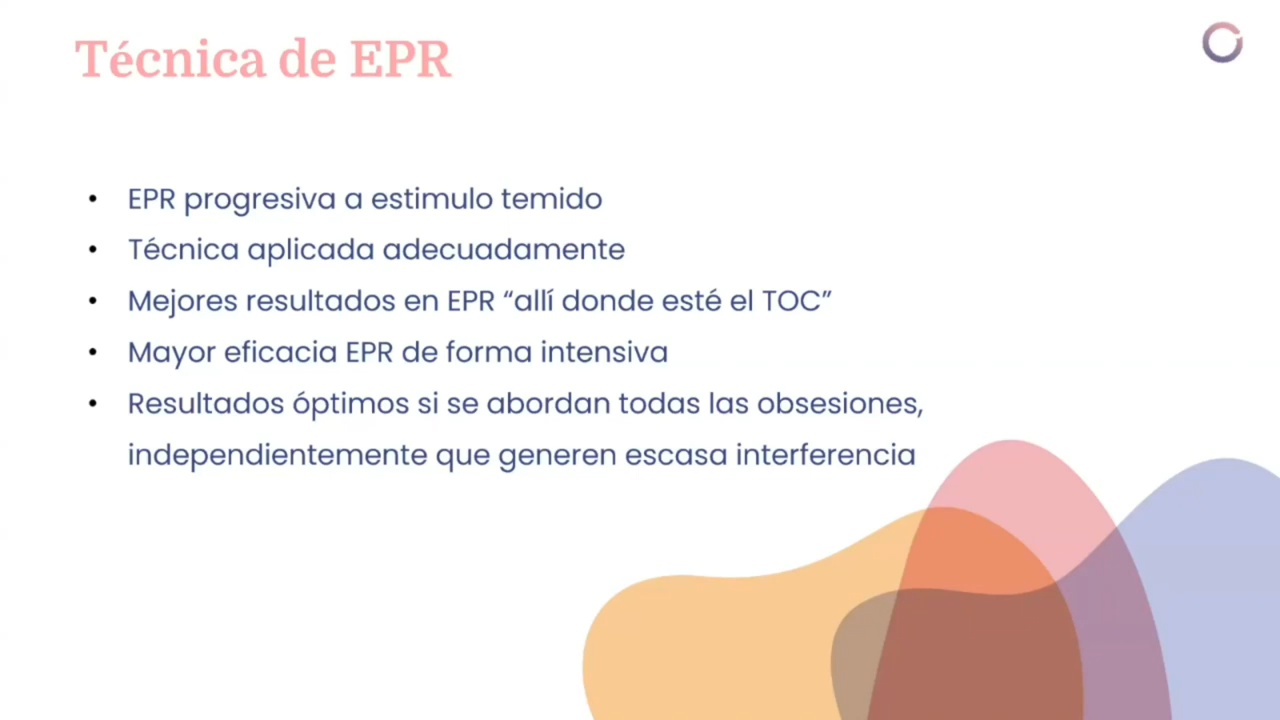 Técnica de EPR
• EPR progresiva a estimulo temido
• Técnica aplicada adecuadamente
• Mejores resultados en EPR “allí donde esté el TOC”
• Mayor eficacia EPR de forma intensiva
• Resultados óptimos si se abordan todas las obsesiones,
independientemente que generen escasa interferencia